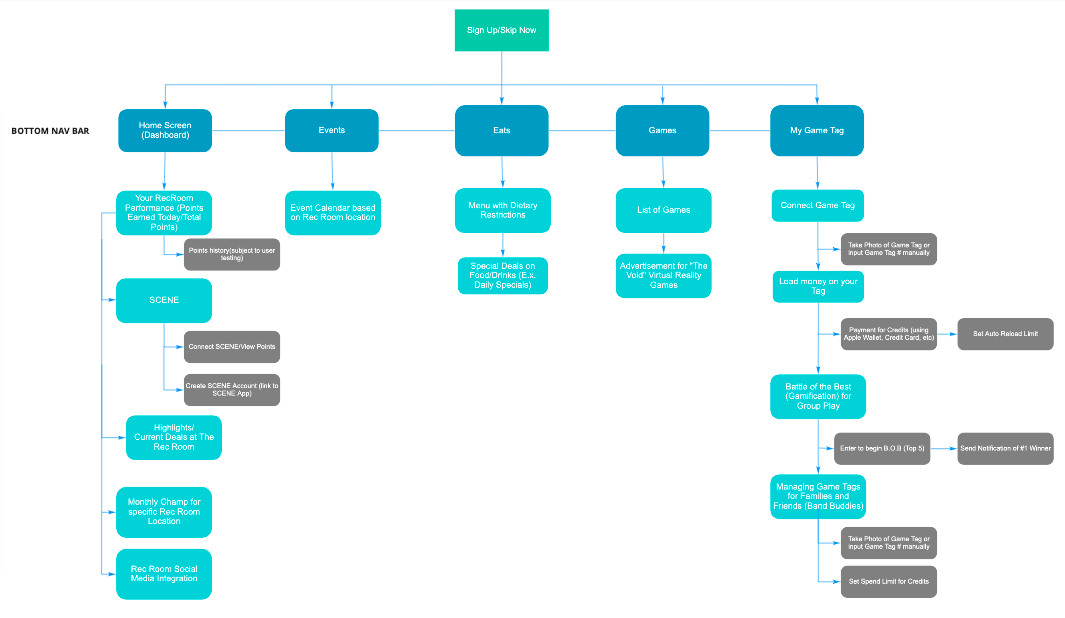 Sign Up/Skip Now
BOTTOM NAV BAR
Home Screen
(Dashboard)
Events
Eats
Games
My Game Tag
Your RecRoom
Performance (Points
Earned Today/Total
Points)
Points history(subject to user
testing)
SCENE
Connect SCENE/View Points
Create SCENE Account (link to
SCENE App)
Highlights/
Current Deals at The
Rec Room
Monthly Champ for
specific Rec Room
Location
Rec Room Social
Media Integration
Event Calendar based
on Rec Room location
Menu with Dietary
Restrictions
Special Deals on
Food/Drinks (E.x.
Daily Specials)
List of Games
Advertisement for "The
Void" Virtual Reality
Games
Connect Game Tag
Take Photo of Game Tag or
Input Game Tag # manually
Load money on your
Tag
Payment for Credits (using
Apple Wallet, Credit Card, etc)
Set Auto Reload Limit
Battle of the Best
(Gamification) for
Group Play
Enter to begin B.O.B (Top 5)
Send Notification of #1 Winner
Managing Game Tags
for Families and
Friends (Band Buddies)
Take Photo of Game Tag or
Input Game Tag # manually
Set Spend Limit for Credits